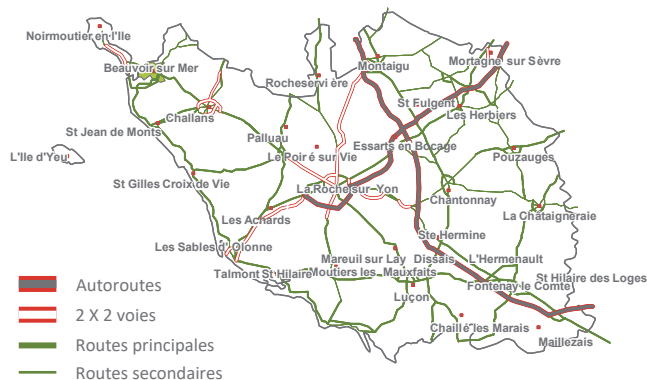 Noirmoutier en l'Ile
Beauvoir sur Mer
Rocheservi ère
Montaigu
Mortagne sur Sèvre
St Fulgent
Les Herbiers
Challans
St Jean de Monts
Palluau
Le Poir é sur Vie
Essarts en Bocage
Pouzauges
L'Ile d'Yeu
St Gilles Croix de Vie
La Roche sur Yon
Chantonnay
La Châtaigneraie
Les Achards
Ste Hermine
Les Sables d' Olonne
Mareuil sur Lay
Dissais
L'Hermenault
Talmont St Hilaire
Moutiers les Mauxfaits
St Hilaire des Loges
Fontenay le Comte
Luçon
Chaill é les Marais
Maillezais
Autoroutes
2 X 2 voies
Routes principales
Routes secondaires